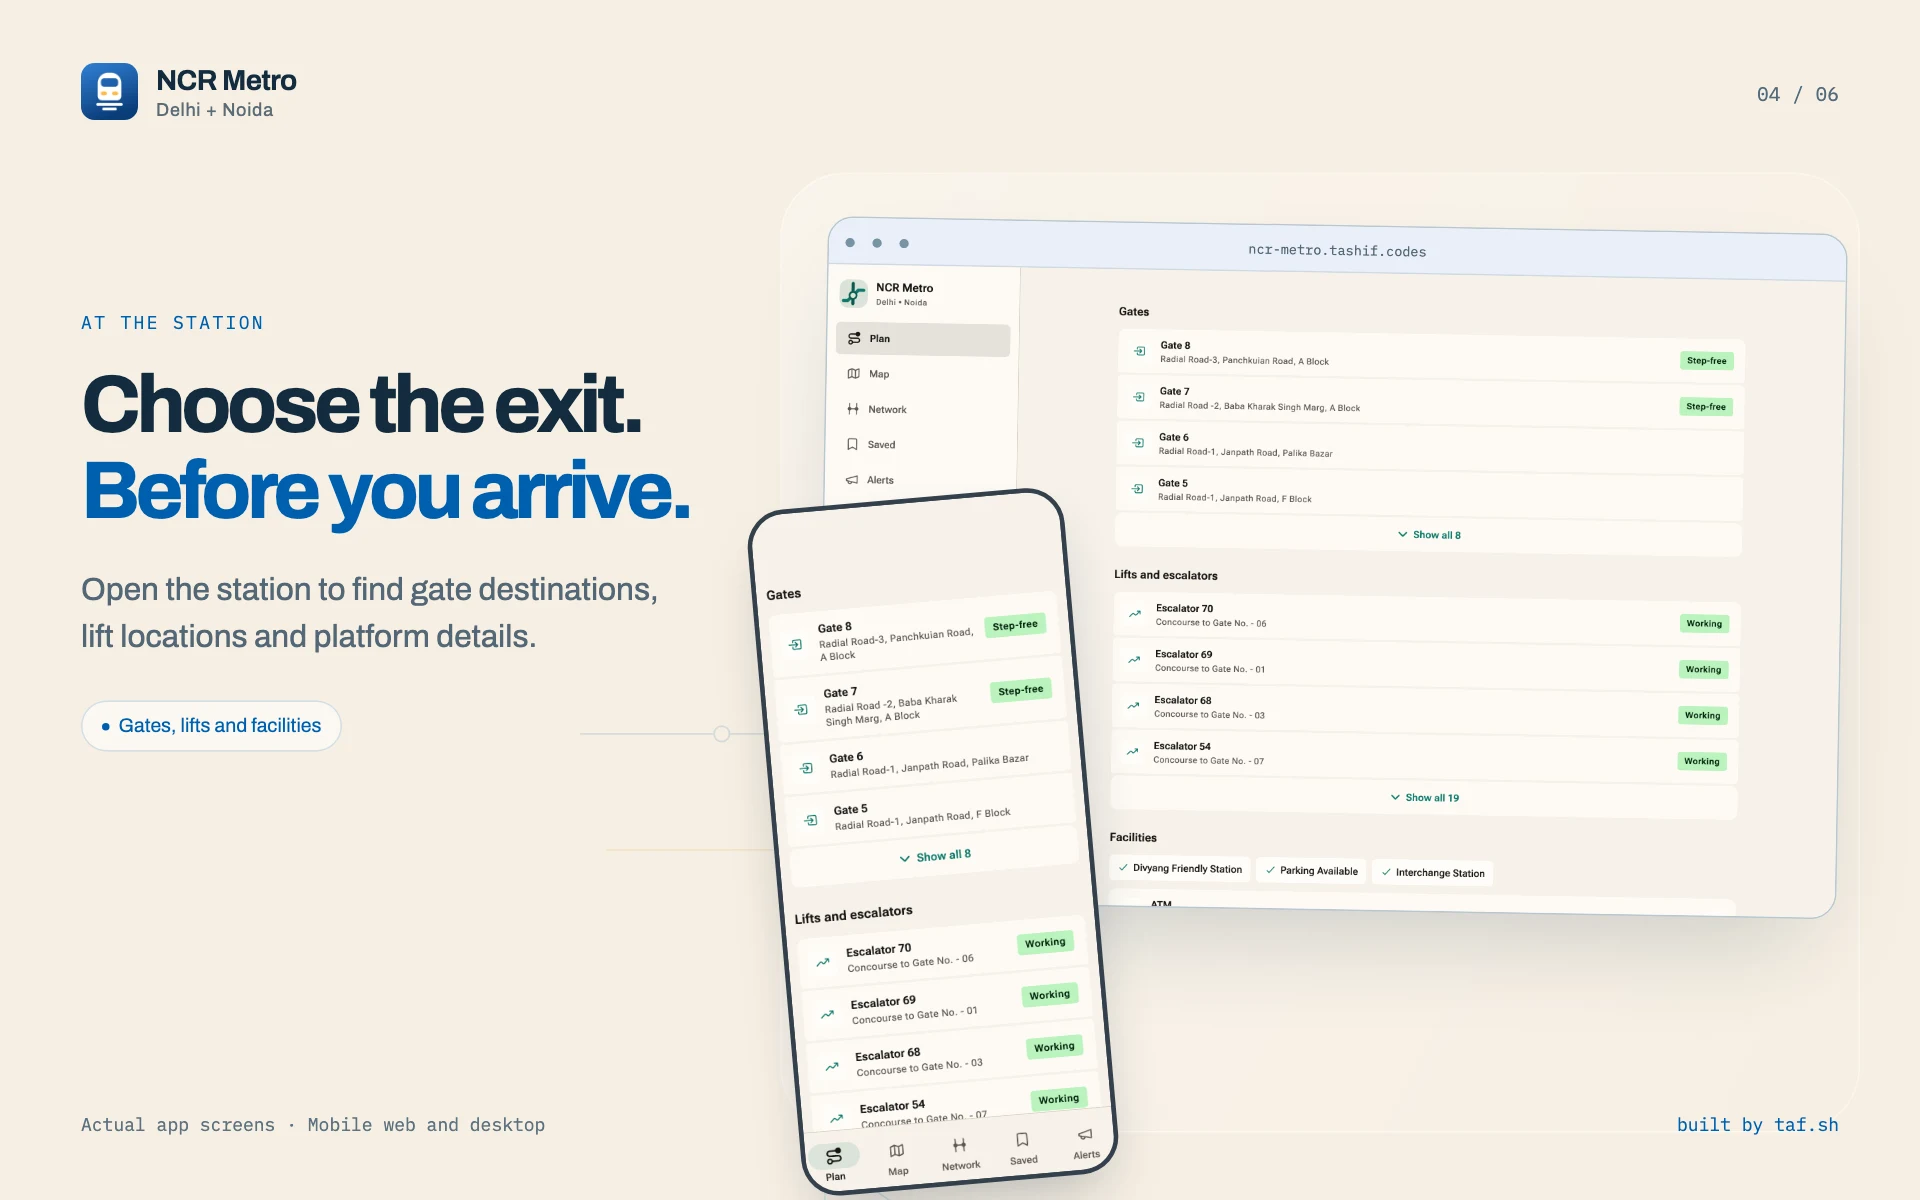 NCR Metro
Delhi + Noida
04 / 06
AT THE STATION
Choose the exit.
Before you arrive.
Open the station to find gate destinations,
lift locations and platform details.
Gates, lifts and facilities
ncr-metro.tashif.codes
NCR Metro
Delhi • Noida
Plan
Map
Network
Saved
Alerts
Gates
Gate 8
Radial Road-3, Panchkuian Road, A Block
Step-free
Gate 7
Radial Road -2, Baba Kharak Singh Marg, A Block
Step-free
Gate 6
Radial Road-1, Janpath Road, Palika Bazar
Gate 5
Radial Road-1, Janpath Road, F Block
Show all 8
Lifts and escalators
Escalator 70
Concourse to Gate No. - 06
Working
Escalator 69
Concourse to Gate No. - 01
Working
Escalator 68
Concourse to Gate No. - 03
Working
Escalator 54
Concourse to Gate No. - 07
Working
Show all 19
Facilities
Divyang Friendly Station
Parking Available
Interchange Station
ATM
Gates
Gate 8
Radial Road-3, Panchkuian Road,
A Block
Step-free
Gate 7
Radial Road -2, Baba Kharak
Singh Marg, A Block
Step-free
Gate 6
Radial Road-1, Janpath Road, Palika Bazar
Gate 5
Radial Road-1, Janpath Road, F Block
Show all 8
Lifts and escalators
Escalator 70
Concourse to Gate No. - 06
Working
Escalator 69
Concourse to Gate No. - 01
Working
Escalator 68
Concourse to Gate No. - 03
Working
Escalator 54
Concourse to Gate No. - 07
Working
Plan
Map
Network
Saved
Alerts
Actual app screens · Mobile web and desktop
built by taf.sh